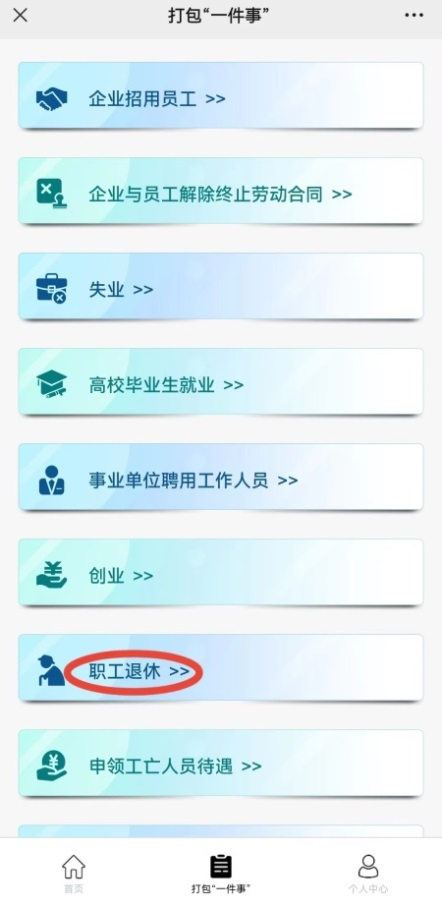 打包“一件事”
企业招用员工 >>
企业与员工解除终止劳动合同 >>
失业 >>
高校毕业生就业 >>
事业单位聘用工作人员 >>
创业 >>
职工退休 >>
申领工亡人员待遇 >>
首页
打包“一件事”
个人中心